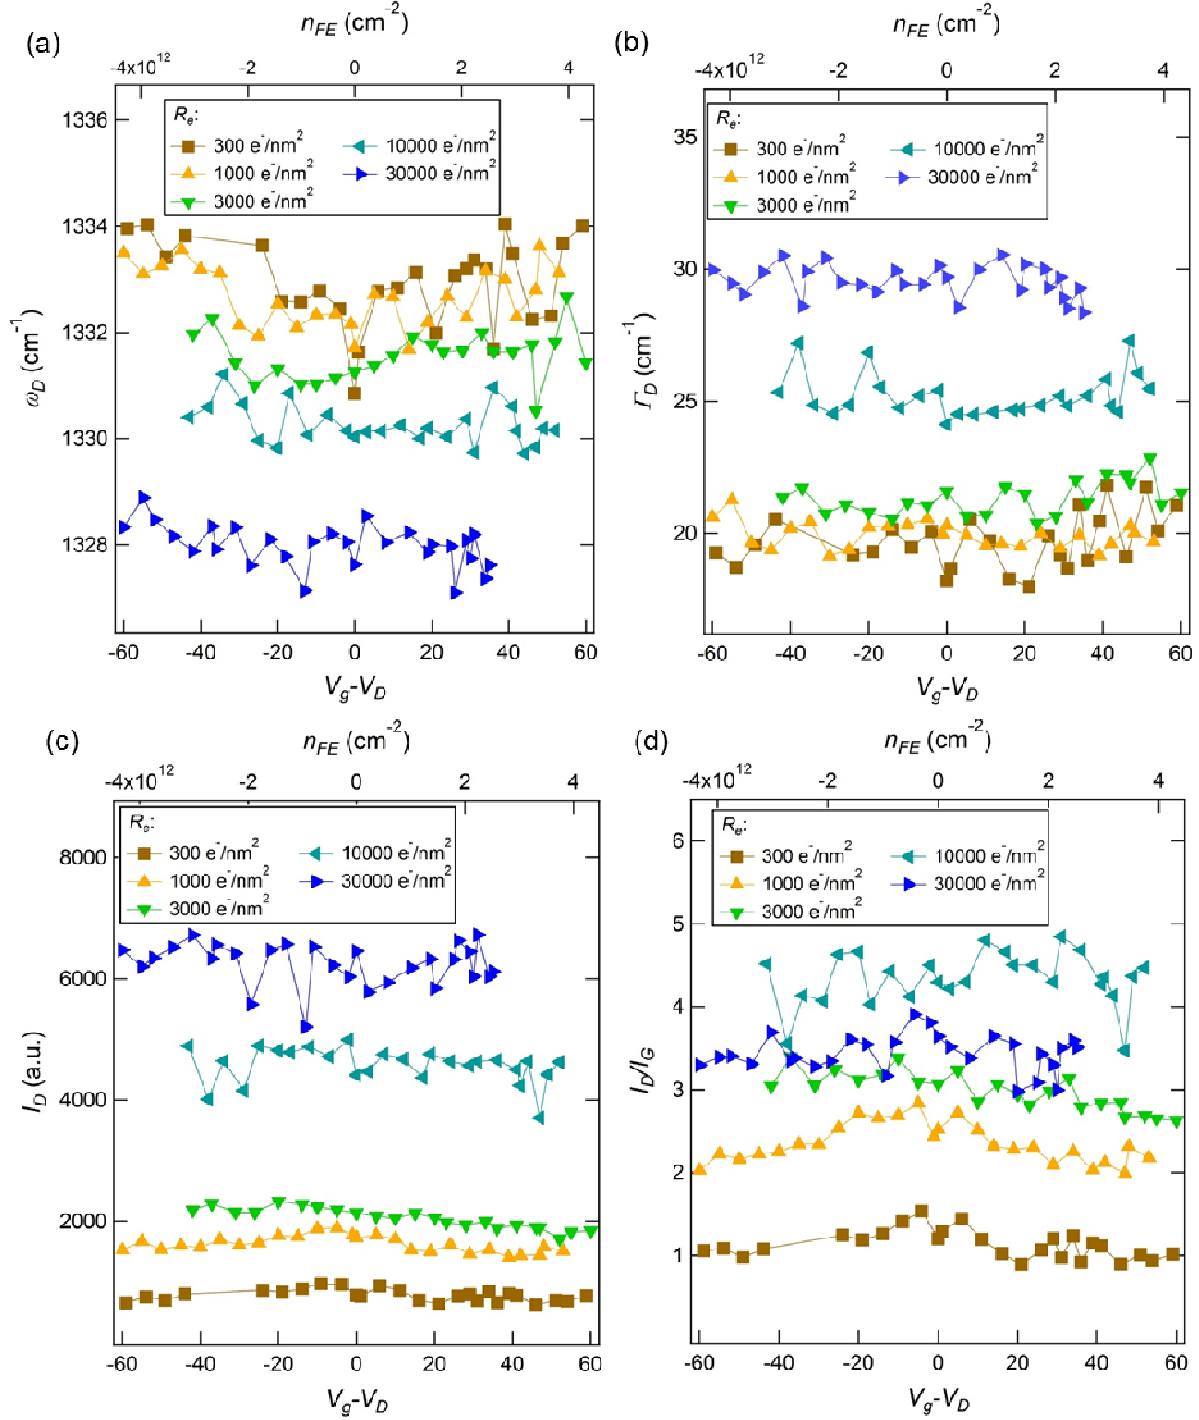 (a)
n_FE (cm^-2)
-4x10^12 -2 0 2 4
R_e:
300 e^-/nm^2
1000 e^-/nm^2
3000 e^-/nm^2
10000 e^-/nm^2
30000 e^-/nm^2
ω_D (cm^-1)
1336
1334
1332
1330
1328
-60 -40 -20 0 20 40 60
V_g-V_D
(b)
n_FE (cm^-2)
-4x10^12 -2 0 2 4
R_e:
300 e^-/nm^2
1000 e^-/nm^2
3000 e^-/nm^2
10000 e^-/nm^2
30000 e^-/nm^2
Γ_D (cm^-1)
35
30
25
20
-60 -40 -20 0 20 40 60
V_g-V_D
(c)
n_FE (cm^-2)
-4x10^12 -2 0 2 4
R_e:
300 e^-/nm^2
1000 e^-/nm^2
3000 e^-/nm^2
10000 e^-/nm^2
30000 e^-/nm^2
I_D (a.u.)
8000
6000
4000
2000
-60 -40 -20 0 20 40 60
V_g-V_D
(d)
n_FE (cm^-2)
-4x10^12 -2 0 2 4
R_e:
300 e^-/nm^2
1000 e^-/nm^2
3000 e^-/nm^2
10000 e^-/nm^2
30000 e^-/nm^2
I_D/I_G
6
5
4
3
2
1
-60 -40 -20 0 20 40 60
V_g-V_D